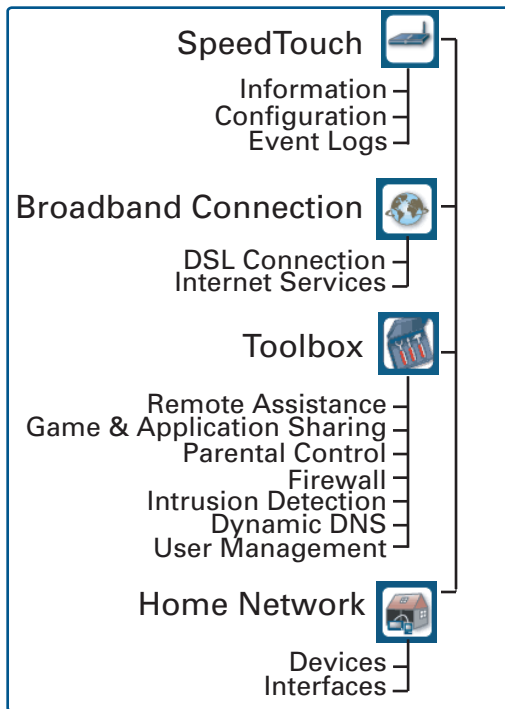 SpeedTouch
Information
Configuration
Event Logs
Broadband Connection
DSL Connection
Internet Services
Toolbox
Remote Assistance
Game & Application Sharing
Parental Control
Firewall
Intrusion Detection
Dynamic DNS
User Management
Home Network
Devices
Interfaces